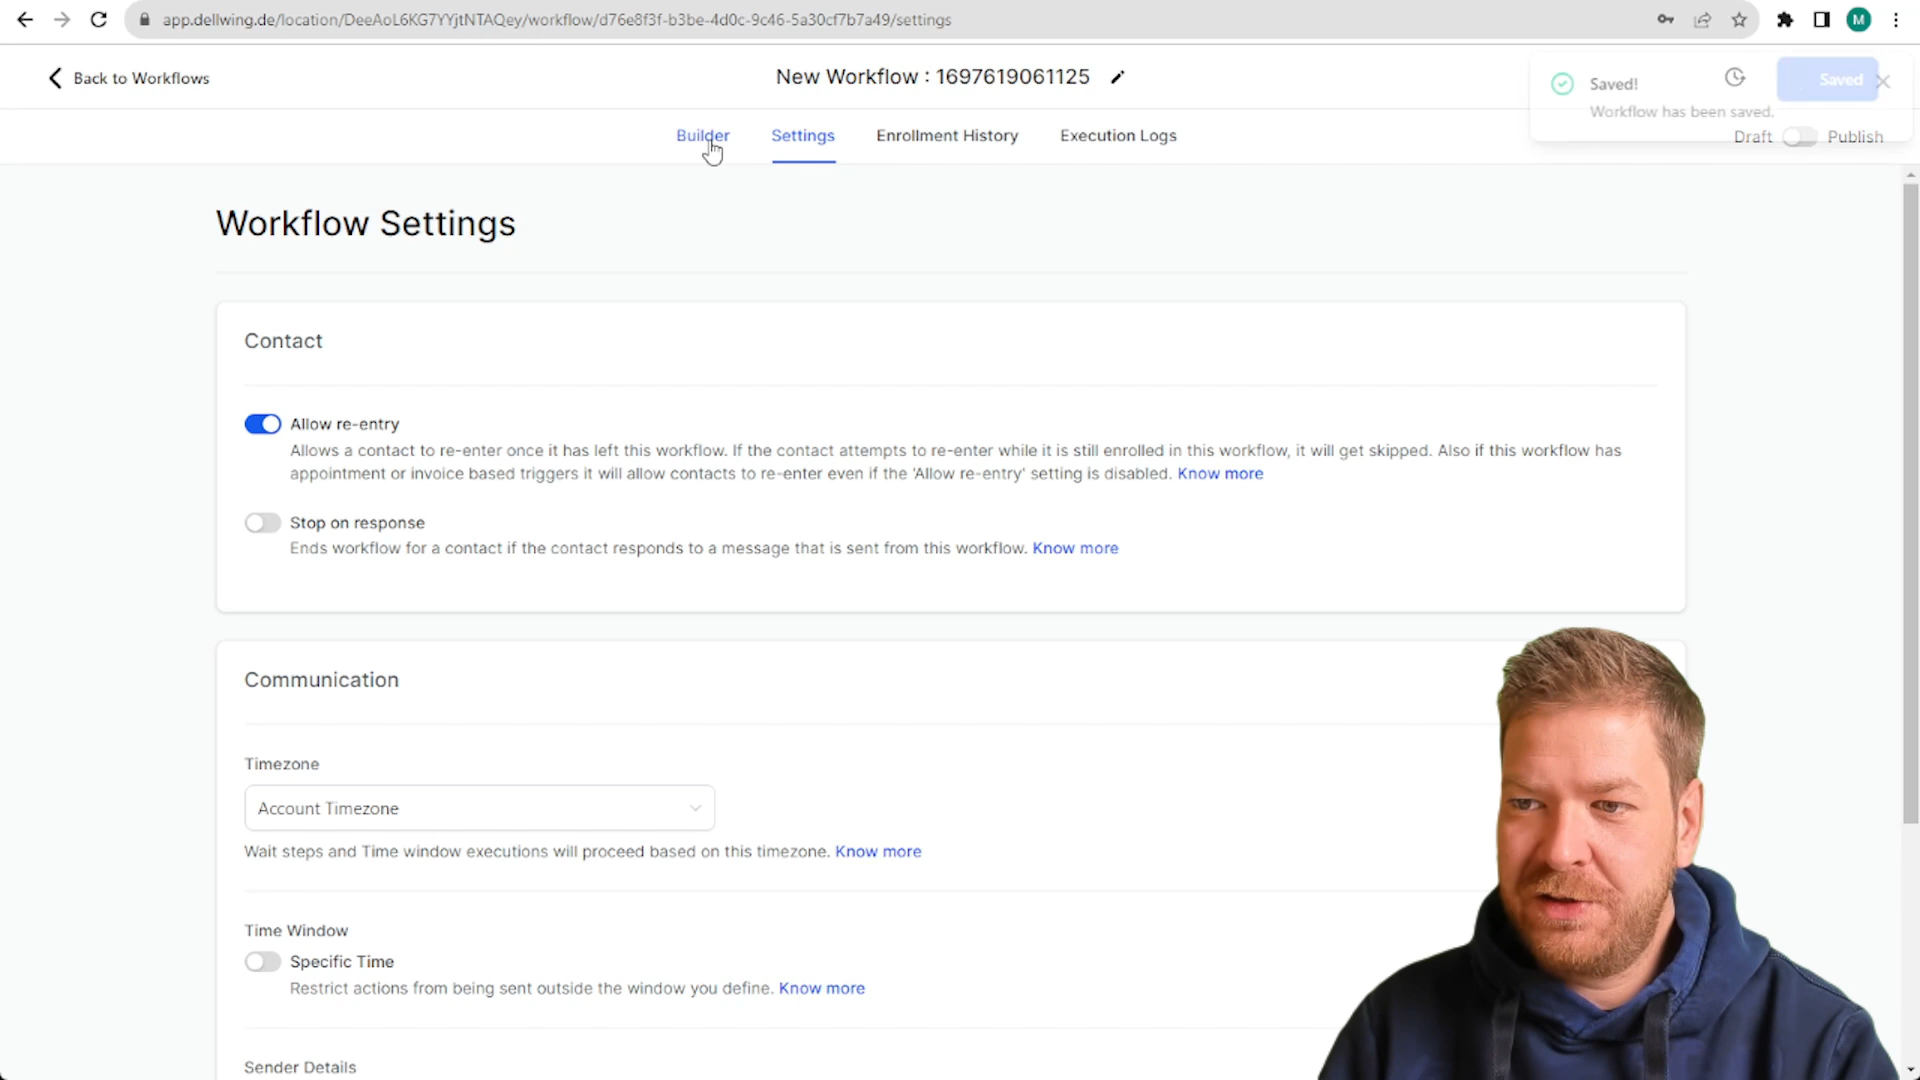 app.dellwing.de/location/DeeAoL6KG7YYjtNTAQey/workflow/d76e8f3f-b3be-4d0c-9c46-5a30cf7b7a49/settings
M
Back to Workflows
New Workflow : 1697619061125
Saved!
Saved
Workflow has been saved.
Builder
Settings
Enrollment History
Execution Logs
Draft
Publish
Workflow Settings
Contact
Allow re-entry
Allows a contact to re-enter once it has left this workflow. If the contact attempts to re-enter while it is still enrolled in this workflow, it will get skipped. Also if this workflow has
appointment or invoice based triggers it will allow contacts to re-enter even if the 'Allow re-entry' setting is disabled. Know more
Stop on response
Ends workflow for a contact if the contact responds to a message that is sent from this workflow. Know more
Communication
Timezone
Account Timezone
Wait steps and Time window executions will proceed based on this timezone. Know more
Time Window
Specific Time
Restrict actions from being sent outside the window you define. Know more
Sender Details